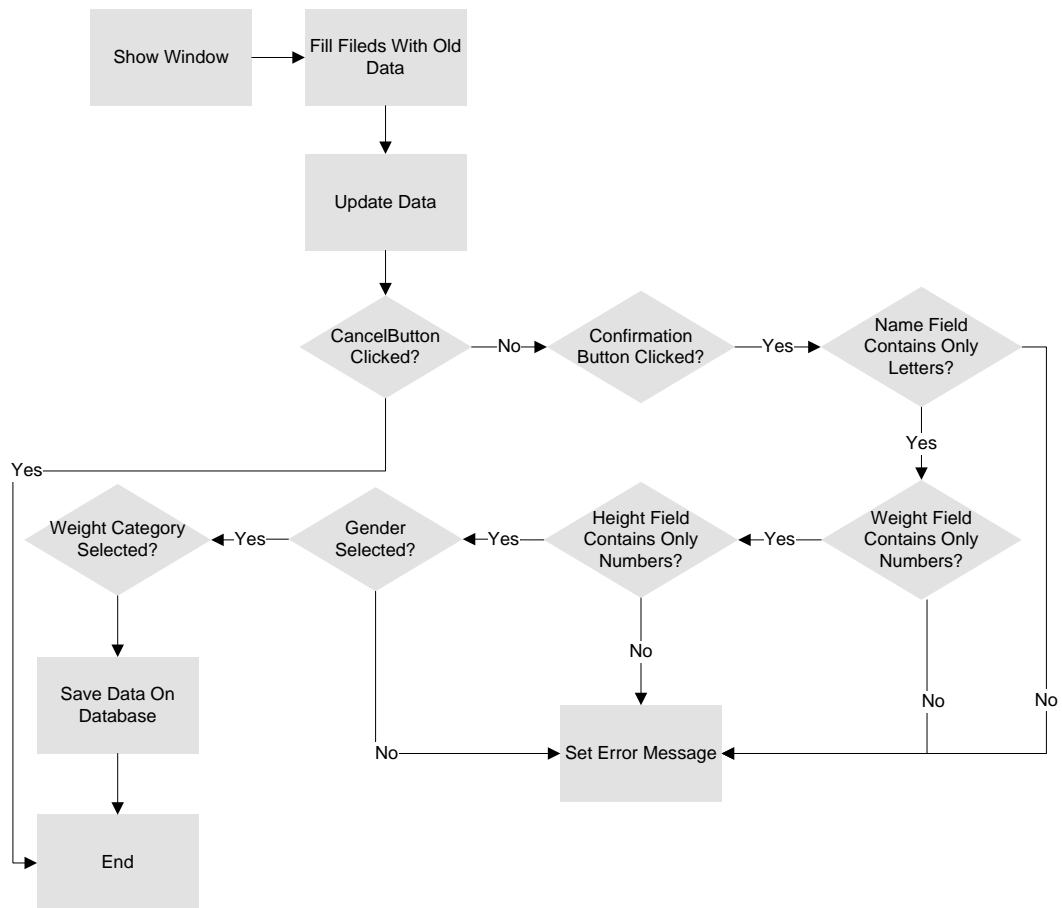 Show Window
Fill Fileds With Old
Data
Update Data
CancelButton
Clicked?
No
Confirmation
Button Clicked?
Yes
Name Field
Contains Only
Letters?
Yes
Yes
Weight Category
Selected?
Yes
Gender
Selected?
Yes
Height Field
Contains Only
Numbers?
Yes
Weight Field
Contains Only
Numbers?
No
Save Data On
Database
No
No
No
Set Error Message
End